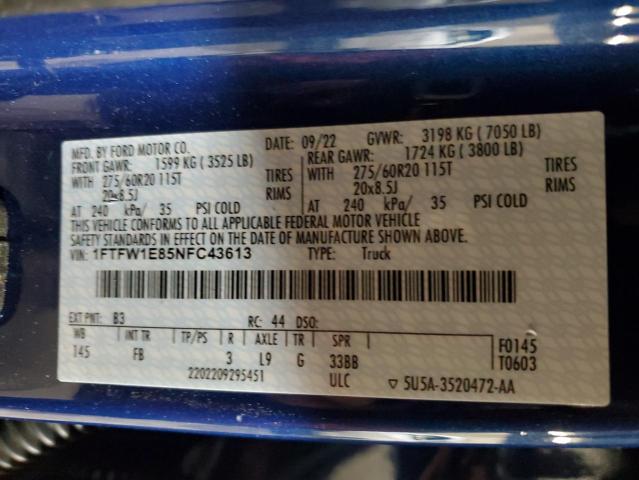 MFD. BY FORD MOTOR CO. DATE: 09/22 GVWR: 3198 KG ( 7050 LB)
FRONT GAWR: 1599 KG ( 3525 LB) REAR GAWR: 1724 KG ( 3800 LB)
WITH 275/60R20 115T TIRES WITH 275/60R20 115T TIRES
20x8.5J RIMS 20x8.5J RIMS
AT 240 kPa/ 35 PSI COLD AT 240 kPa/ 35 PSI COLD
THIS VEHICLE CONFORMS TO ALL APPLICABLE FEDERAL MOTOR VEHICLE
SAFETY STANDARDS IN EFFECT ON THE DATE OF MANUFACTURE SHOWN ABOVE.
VIN: 1FTFW1E85NFC43613 TYPE: Truck
EXT PNT: B3 RC: 44 DSO:
WB INT TR TP/PS R AXLE TR SPR F0145
145 FB 3 L9 G 33BB T0603
2202209295451 ULC ▽ 5U5A-3520472-AA